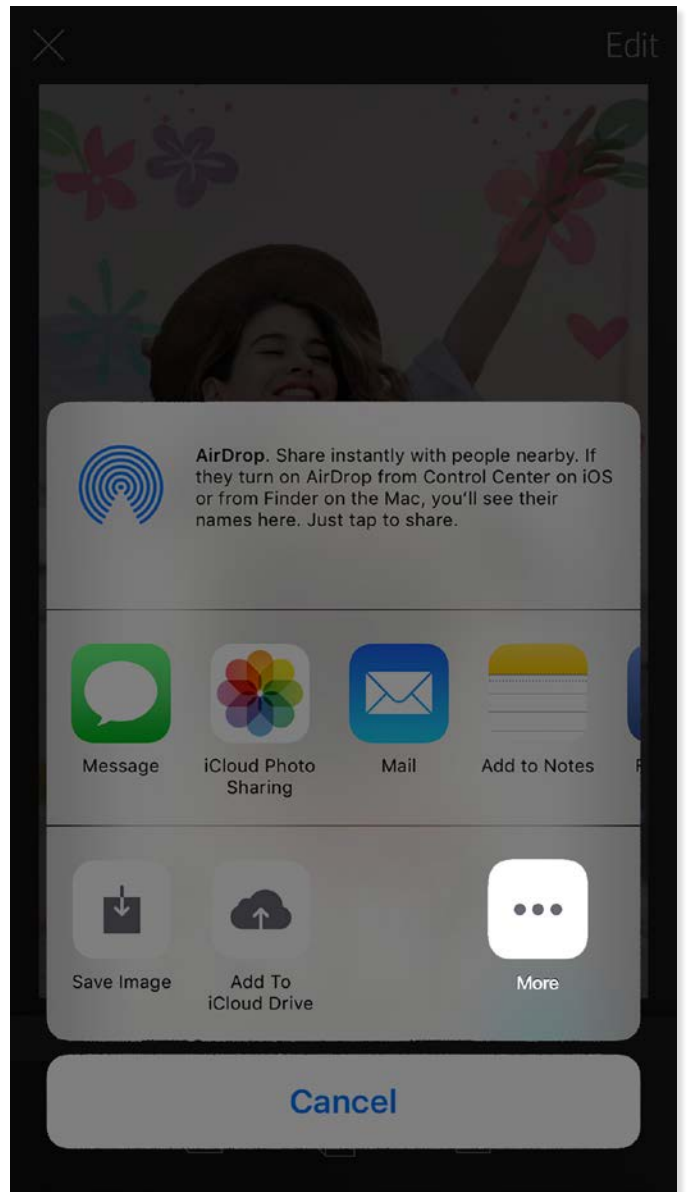 Edit
AirDrop. Share instantly with people nearby. If
they turn on AirDrop from Control Center on iOS
or from Finder on the Mac, you'll see their
names here. Just tap to share.
Message
iCloud Photo
Sharing
Mail
Add to Notes
Save Image
Add To
iCloud Drive
More
Cancel